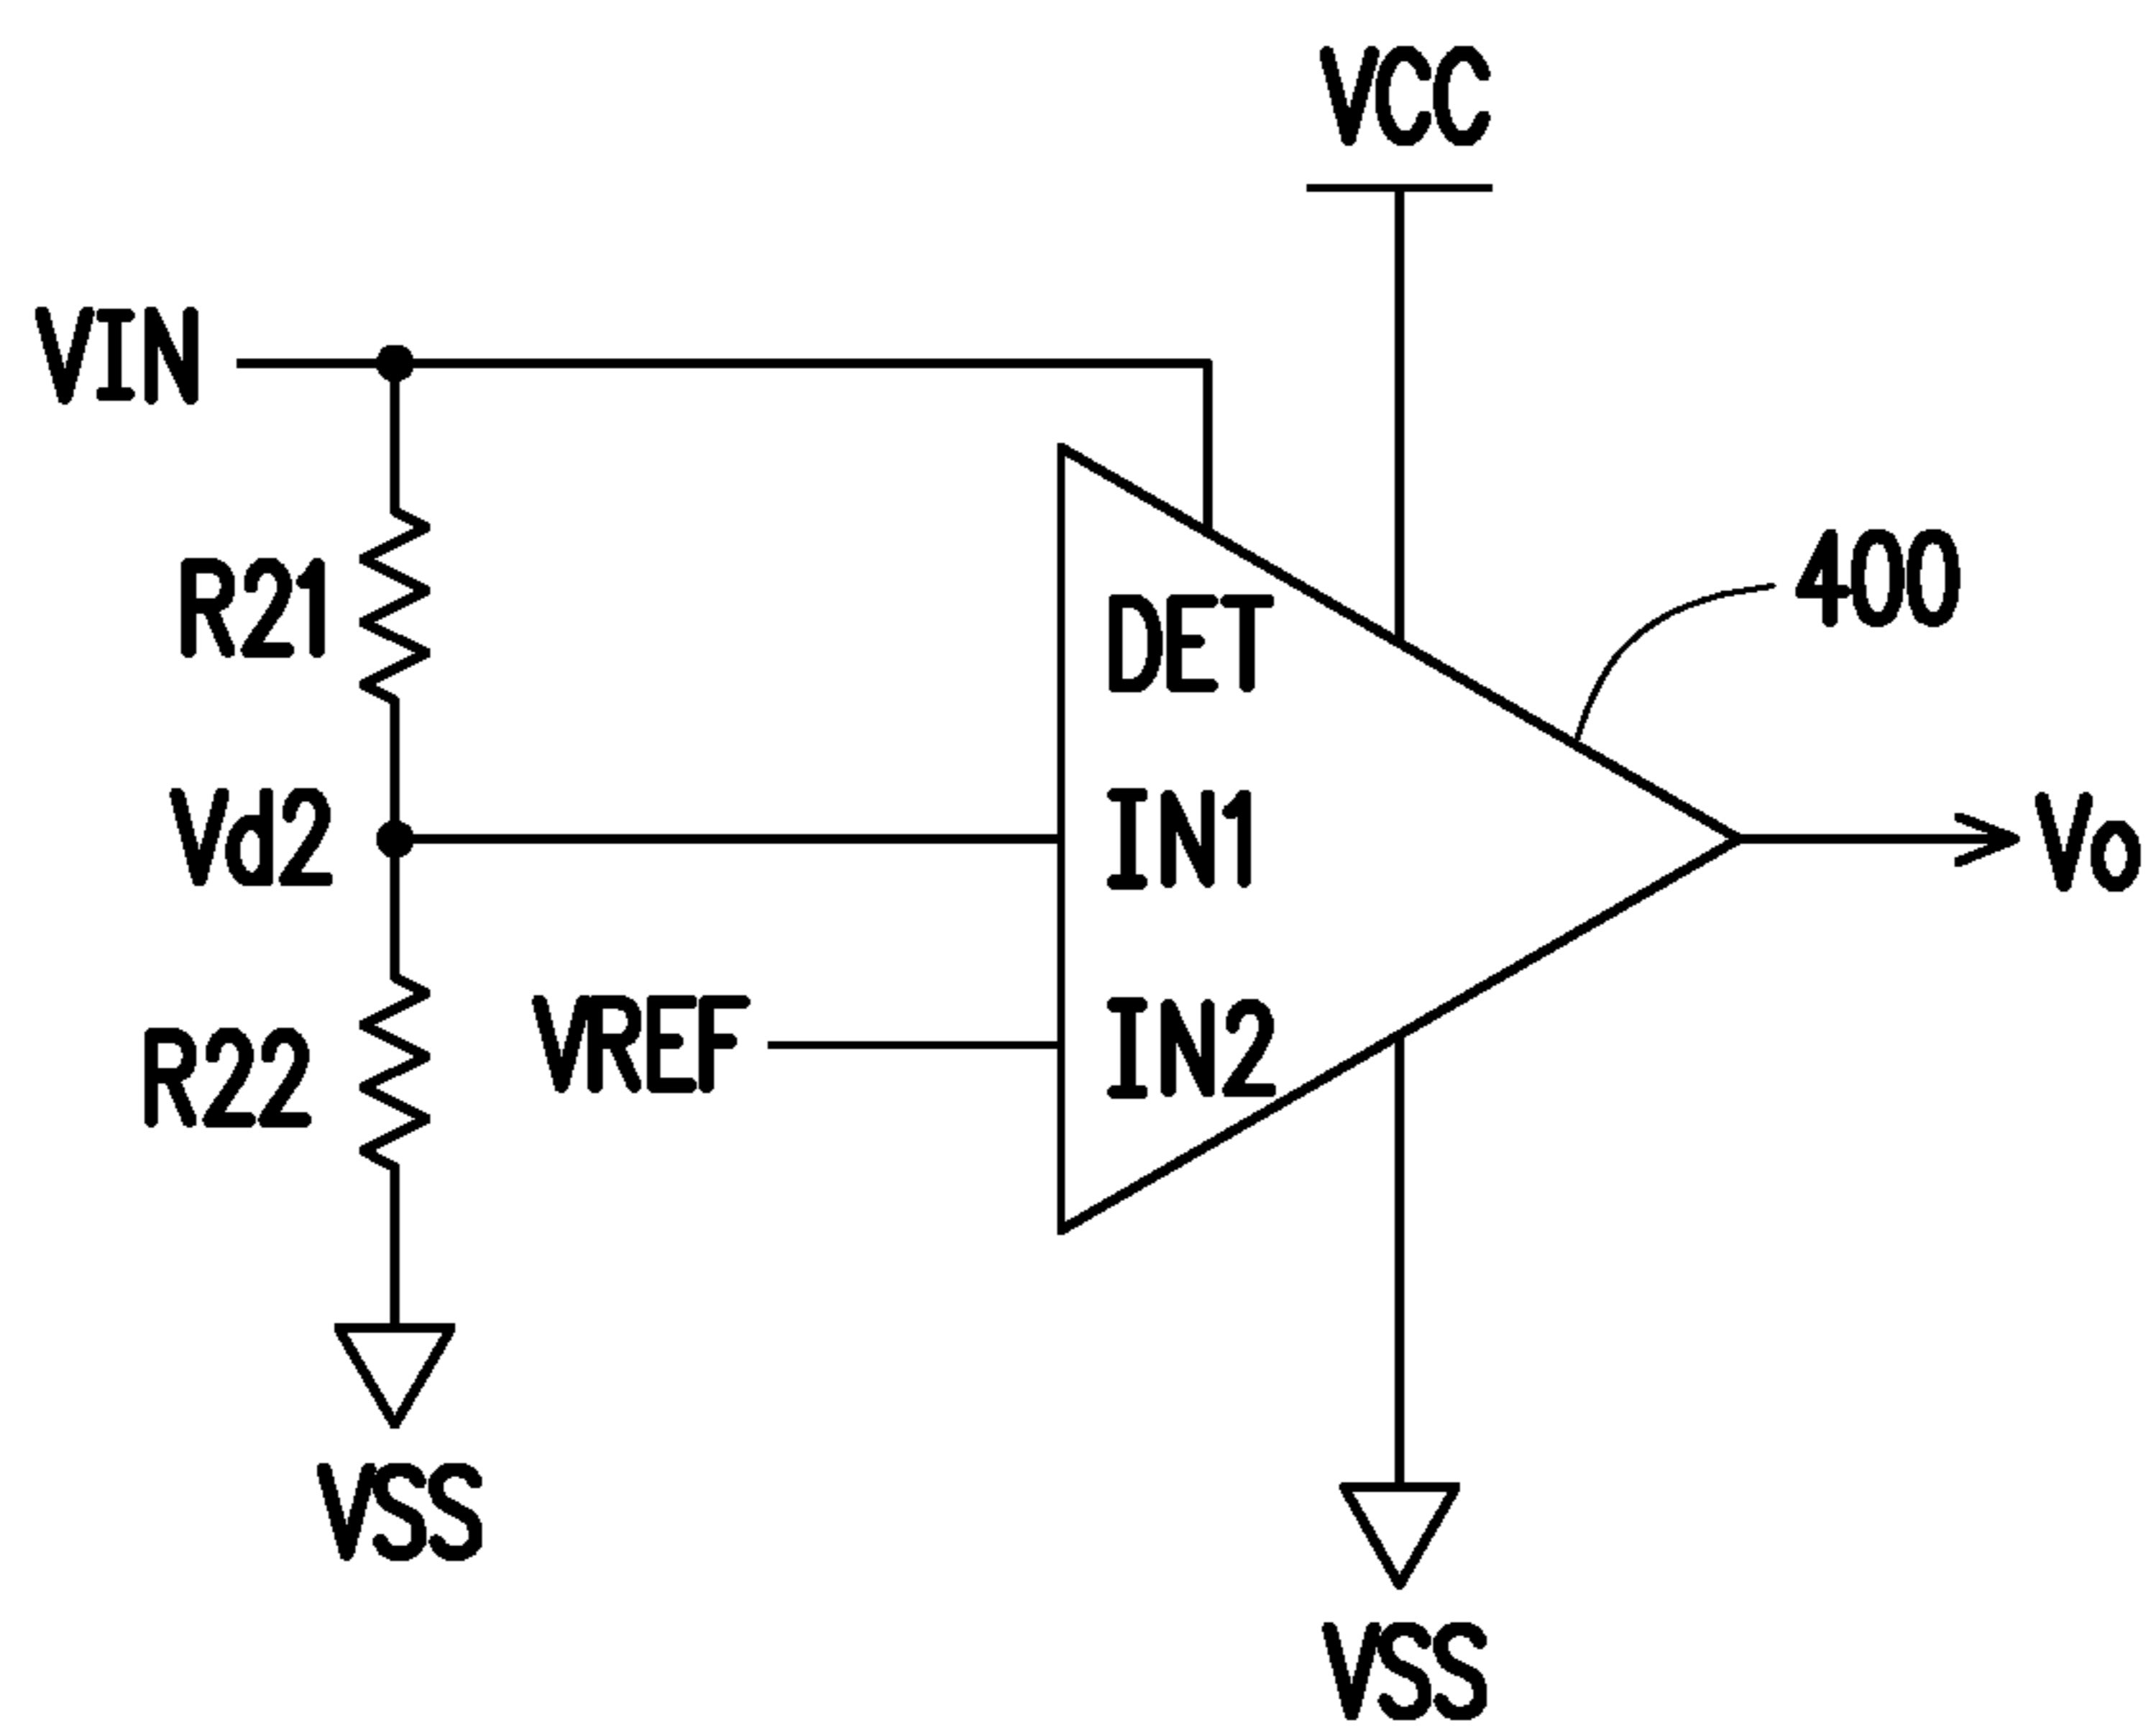 VCC
VIN
400
R21
DET
Vd2
IN1
Vo
VREF
IN2
R22
VSS
VSS